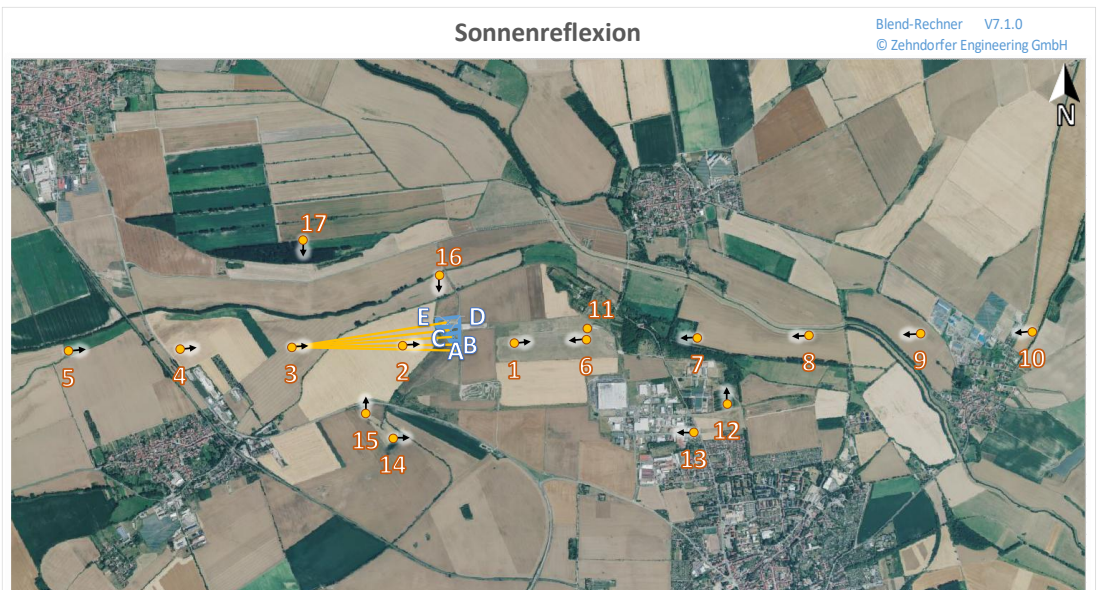 Sonnenreflexion
Blend-Rechner V7.1.0
© Zehndorfer Engineering GmbH
N
17
16
E D
11
C
A B
5 4 3 2 1 6 7 8 9 10
15
14
12
13